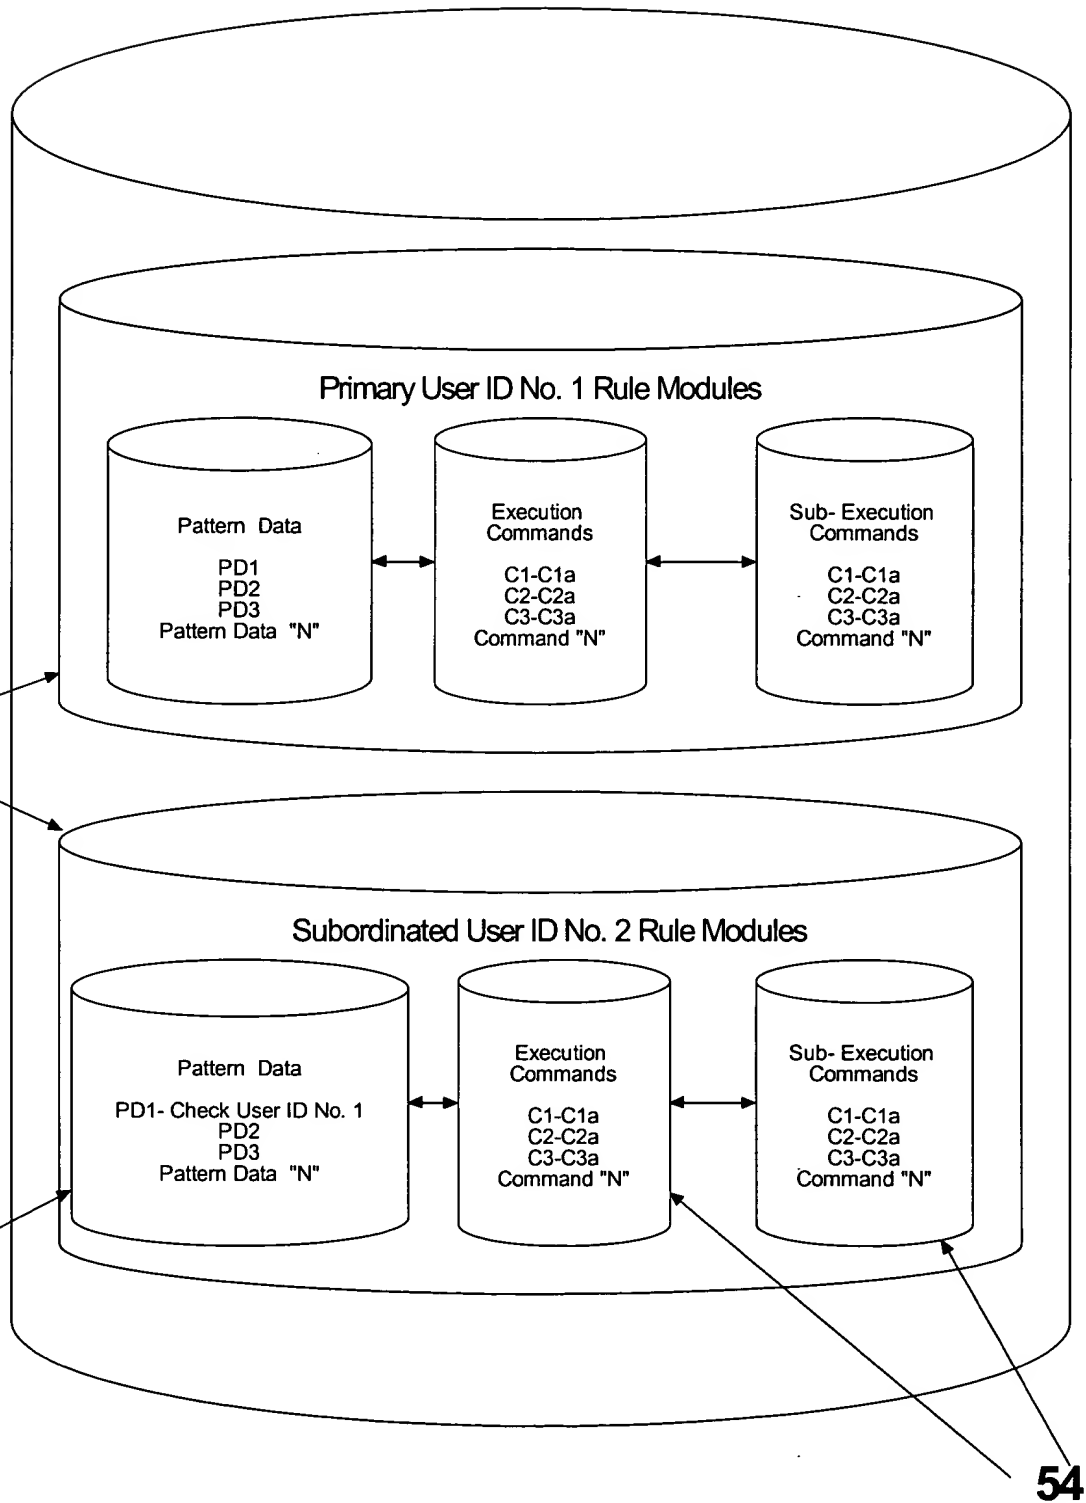 Primary User ID No. 1 Rule Modules
Pattern Data
PD1
PD2
PD3
Pattern Data "N"
Execution
Commands
C1-C1a
C2-C2a
C3-C3a
Command "N"
Sub- Execution
Commands
C1-C1a
C2-C2a
C3-C3a
Command "N"
Subordinated User ID No. 2 Rule Modules
Pattern Data
PD1- Check User ID No. 1
PD2
PD3
Pattern Data "N"
Execution
Commands
C1-C1a
C2-C2a
C3-C3a
Command "N"
Sub- Execution
Commands
C1-C1a
C2-C2a
C3-C3a
Command "N"
54